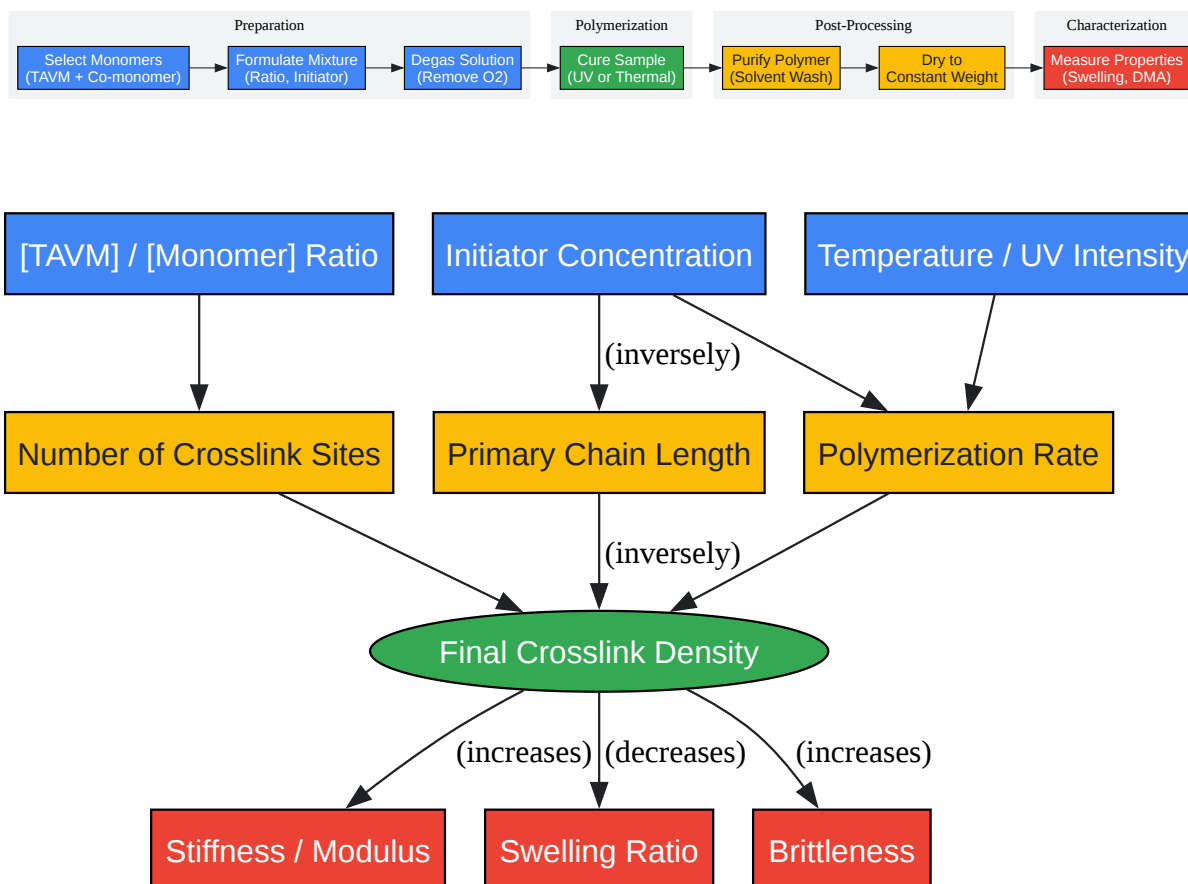 Preparation
Polymerization
Post-Processing
Characterization
Select Monomers
(TAVM + Co-monomer)
Formulate Mixture
(Ratio, Initiator)
Degas Solution
(Remove O2)
Cure Sample
(UV or Thermal)
Purify Polymer
(Solvent Wash)
Dry to
Constant Weight
Measure Properties
(Swelling, DMA)
[TAVM] / [Monomer] Ratio
Initiator Concentration
Temperature / UV Intensity
(inversely)
Number of Crosslink Sites
Primary Chain Length
Polymerization Rate
(inversely)
Final Crosslink Density
(increases)
(decreases)
(increases)
Stiffness / Modulus
Swelling Ratio
Brittleness